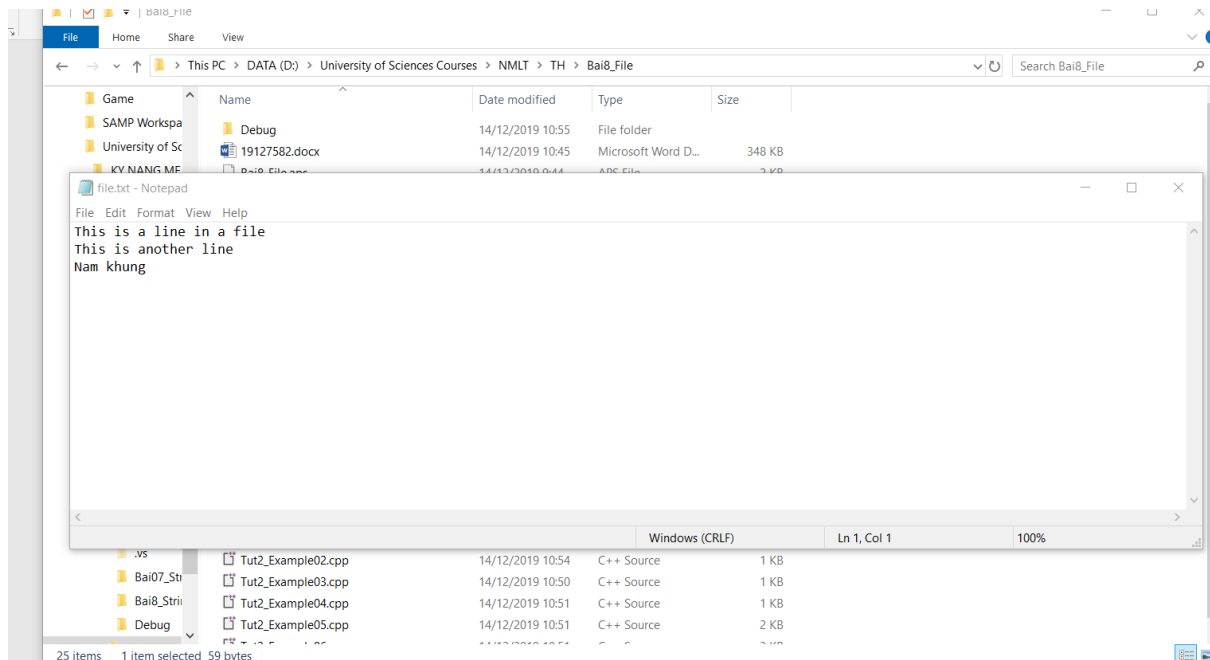 Bai8_File
File Home Share View
This PC > DATA (D:) > University of Sciences Courses > NMLT > TH > Bai8_File
Search Bai8_File
Name Date modified Type Size
Game
SAMP Workspa
Debug 14/12/2019 10:55 File folder
University of Sc
19127582.docx 14/12/2019 10:45 Microsoft Word D... 348 KB
KY NANG ME
file.txt - Notepad
File Edit Format View Help
This is a line in a file
This is another line
Nam khung
Windows (CRLF) Ln 1, Col 1 100%
.vs
Tut2_Example02.cpp 14/12/2019 10:54 C++ Source 1 KB
Bai07_Stri
Tut2_Example03.cpp 14/12/2019 10:50 C++ Source 1 KB
Bai8_Strii
Tut2_Example04.cpp 14/12/2019 10:51 C++ Source 1 KB
Debug
Tut2_Example05.cpp 14/12/2019 10:51 C++ Source 2 KB
25 items 1 item selected 59 bytes